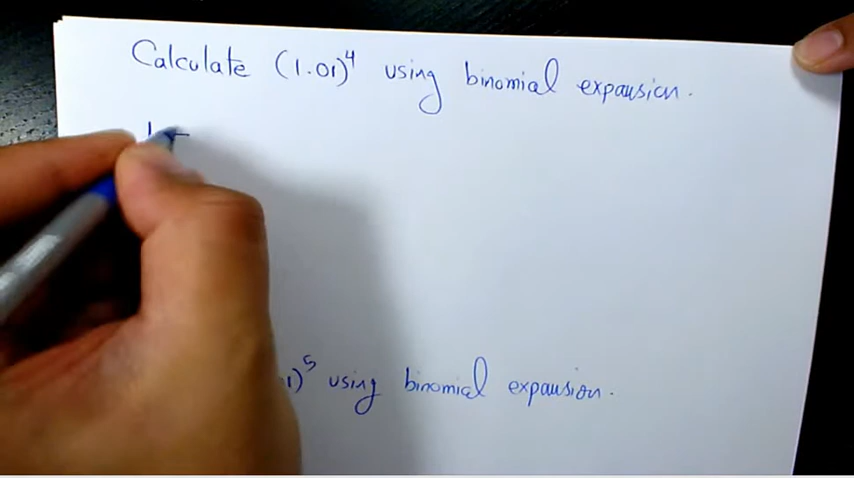 Calculate (1.01)⁴ using binomial expansion.
1)⁵ using binomial expansion.